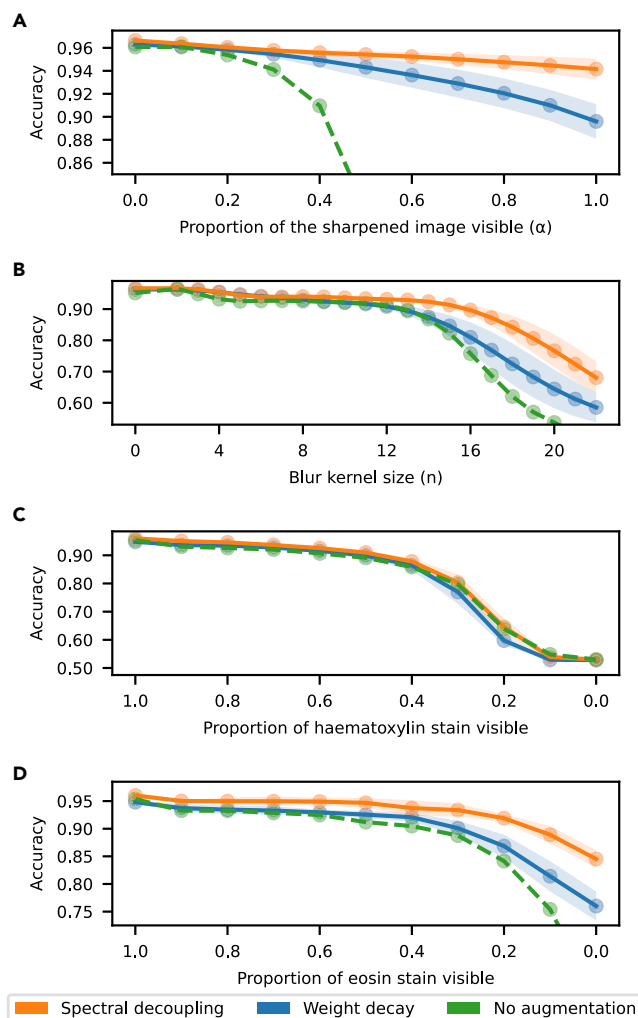 A
Accuracy
0.96
0.94
0.92
0.90
0.88
0.86
0.0 0.2 0.4 0.6 0.8 1.0
Proportion of the sharpened image visible (α)
B
Accuracy
0.90
0.80
0.70
0.60
0 4 8 12 16 20
Blur kernel size (n)
C
Accuracy
0.90
0.80
0.70
0.60
0.50
1.0 0.8 0.6 0.4 0.2 0.0
Proportion of haematoxylin stain visible
D
Accuracy
0.95
0.90
0.85
0.80
0.75
1.0 0.8 0.6 0.4 0.2 0.0
Proportion of eosin stain visible
Spectral decoupling Weight decay No augmentation